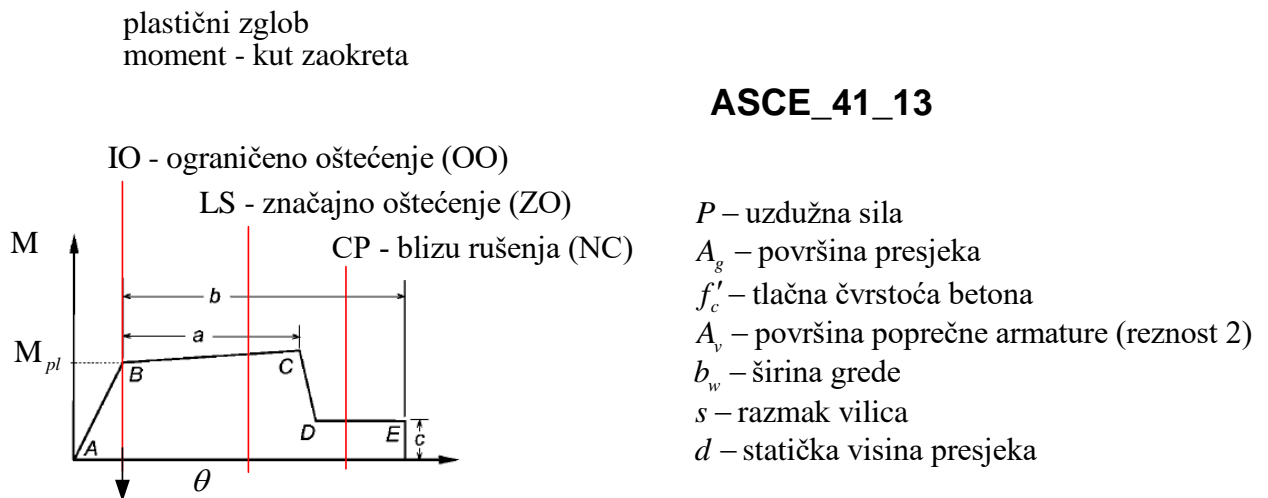 plastični zglob
moment - kut zaokreta
ASCE_41_13
IO - ograničeno oštećenje (OO)
LS - značajno oštećenje (ZO)
CP - blizu rušenja (NC)
M
b
a
M_pl
B
C
D
E
c
A
θ
P – uzdužna sila
A_g – površina presjeka
f′_c – tlačna čvrstoća betona
A_v – površina poprečne armature (reznost 2)
b_w – širina grede
s – razmak vilica
d – statička visina presjeka